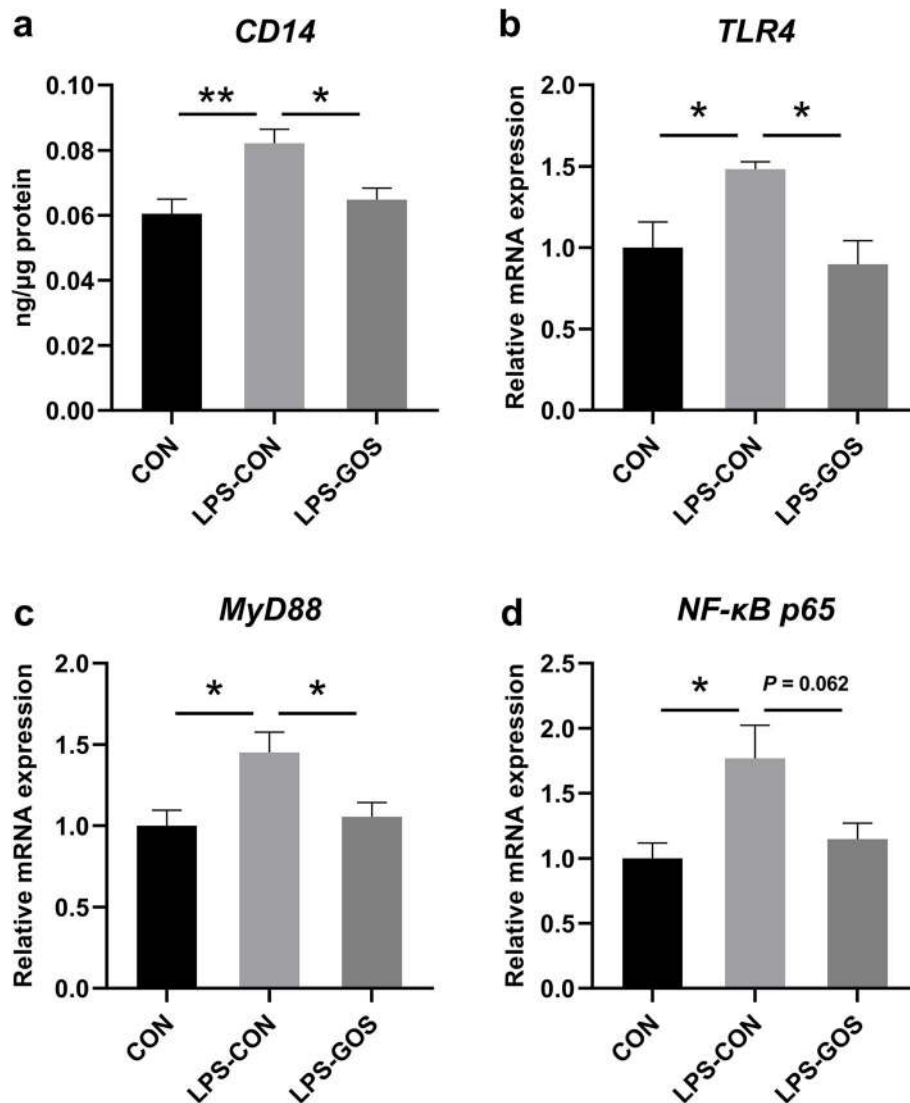 a
CD14
ng/µg protein
0.10
0.08
0.06
0.04
0.02
0.00
**
*
CON
LPS-CON
LPS-GOS
b
TLR4
Relative mRNA expression
2.0
1.5
1.0
0.5
0.0
*
*
CON
LPS-CON
LPS-GOS
c
MyD88
Relative mRNA expression
2.0
1.5
1.0
0.5
0.0
*
*
CON
LPS-CON
LPS-GOS
d
NF-κB p65
Relative mRNA expression
2.5
2.0
1.5
1.0
0.5
0.0
*
P = 0.062
CON
LPS-CON
LPS-GOS